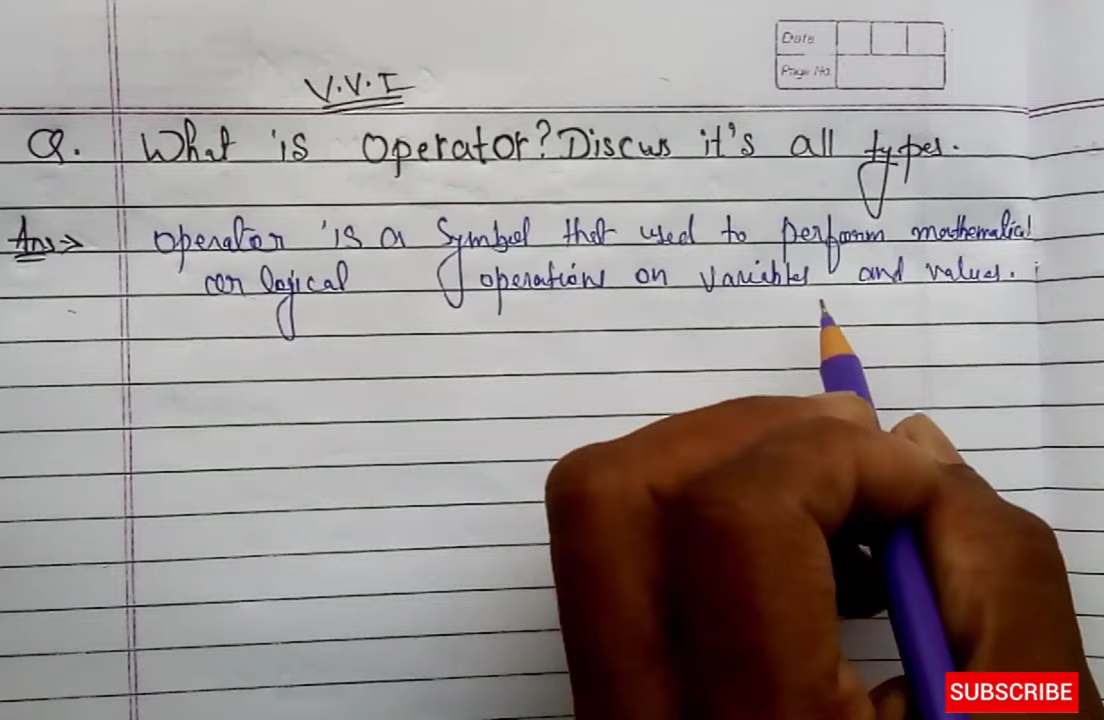 Date
Page No.
V.V.I
Q. What is operator? Discus it's all types.
Ans⇒ operator is a Symbol that used to perform mathematical
or logical operations on variables and values.
SUBSCRIBE